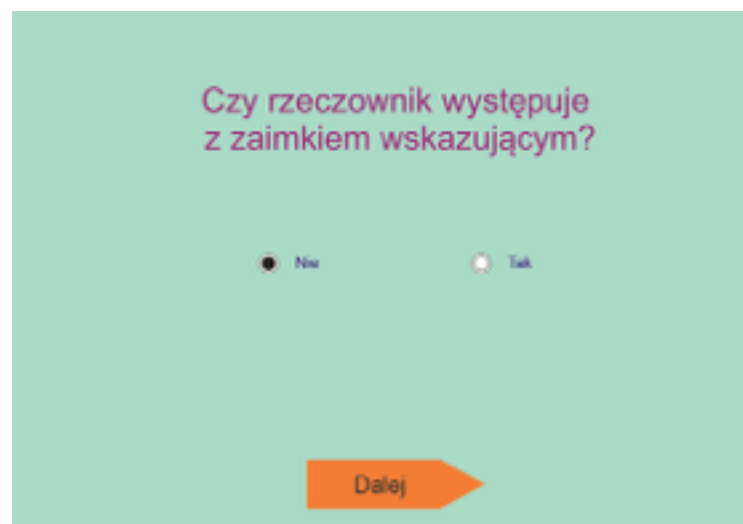 Czy rzeczownik występuje
z zaimkiem wskazującym?
Nie
Tak
Dalej